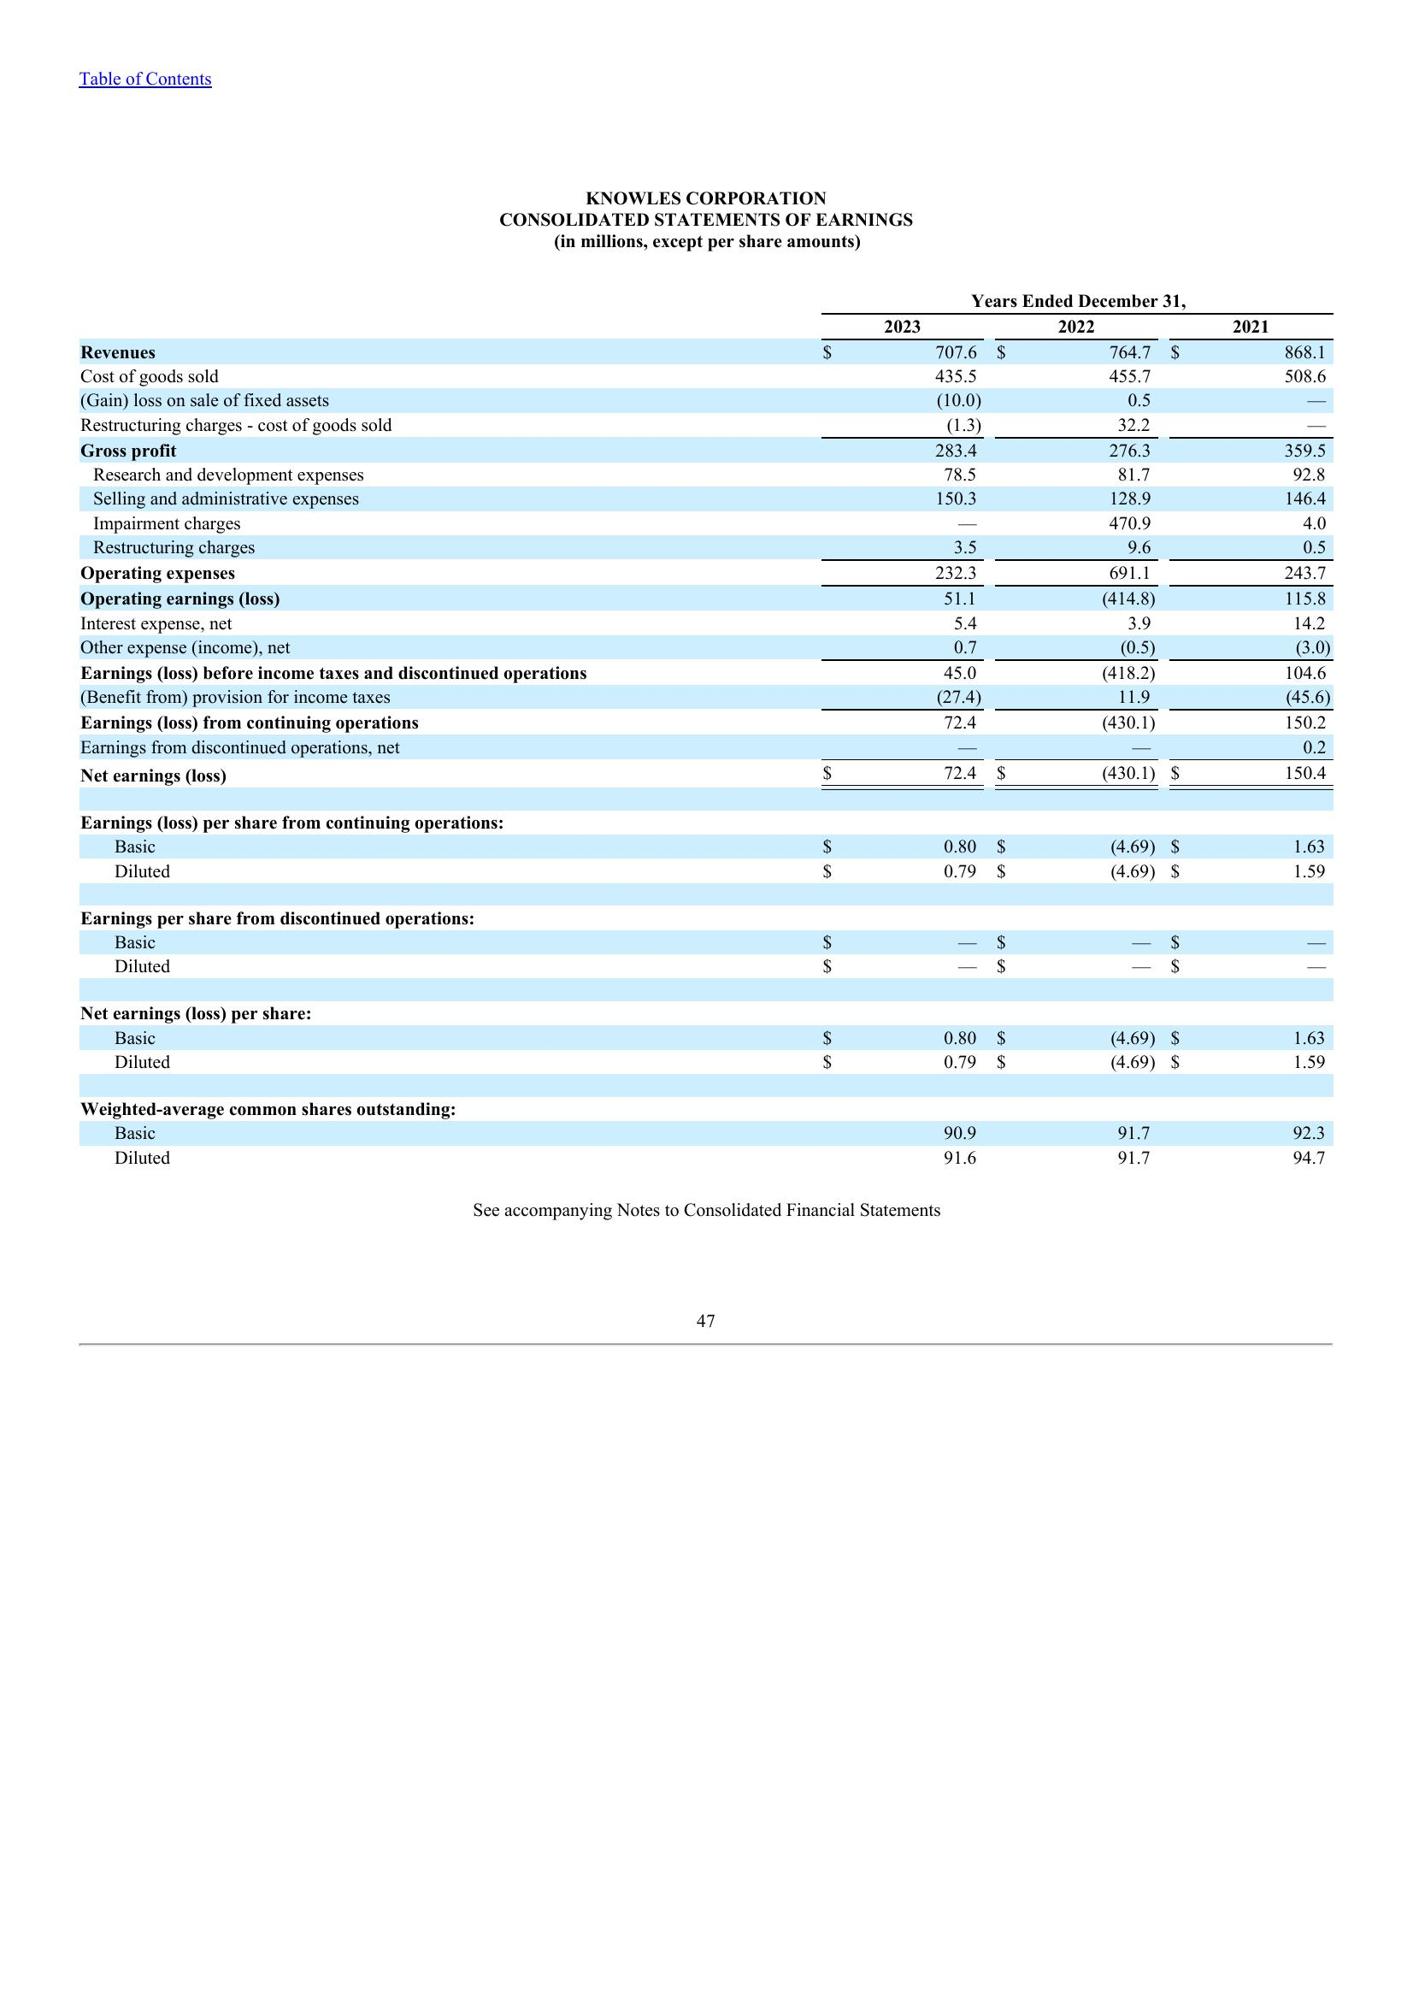 Table of Contents
KNOWLES CORPORATION
CONSOLIDATED STATEMENTS OF EARNINGS
(in millions, except per share amounts)
Years Ended December 31,
2023 2022 2021
Revenues $ 707.6 $ 764.7 $ 868.1
Cost of goods sold 435.5 455.7 508.6
(Gain) loss on sale of fixed assets (10.0) 0.5 —
Restructuring charges - cost of goods sold (1.3) 32.2 —
Gross profit 283.4 276.3 359.5
Research and development expenses 78.5 81.7 92.8
Selling and administrative expenses 150.3 128.9 146.4
Impairment charges — 470.9 4.0
Restructuring charges 3.5 9.6 0.5
Operating expenses 232.3 691.1 243.7
Operating earnings (loss) 51.1 (414.8) 115.8
Interest expense, net 5.4 3.9 14.2
Other expense (income), net 0.7 (0.5) (3.0)
Earnings (loss) before income taxes and discontinued operations 45.0 (418.2) 104.6
(Benefit from) provision for income taxes (27.4) 11.9 (45.6)
Earnings (loss) from continuing operations 72.4 (430.1) 150.2
Earnings from discontinued operations, net — — 0.2
Net earnings (loss) $ 72.4 $ (430.1) $ 150.4
Earnings (loss) per share from continuing operations:
Basic $ 0.80 $ (4.69) $ 1.63
Diluted $ 0.79 $ (4.69) $ 1.59
Earnings per share from discontinued operations:
Basic $ — $ — $ —
Diluted $ — $ — $ —
Net earnings (loss) per share:
Basic $ 0.80 $ (4.69) $ 1.63
Diluted $ 0.79 $ (4.69) $ 1.59
Weighted-average common shares outstanding:
Basic 90.9 91.7 92.3
Diluted 91.6 91.7 94.7
See accompanying Notes to Consolidated Financial Statements
47